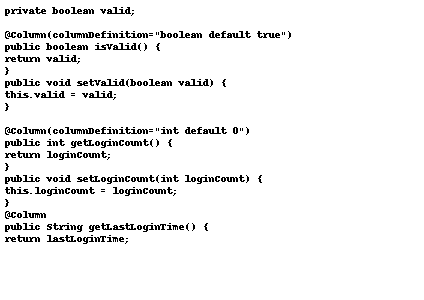 private boolean valid;
@Column(columnDefinition="boolean default true")
public boolean isValid() {
return valid;
}
public void setValid(boolean valid) {
this.valid = valid;
}
@Column(columnDefinition="int default 0")
public int getLoginCount() {
return loginCount;
}
public void setLoginCount(int loginCount) {
this.loginCount = loginCount;
}
@Column
public String getLastLoginTime() {
return lastLoginTime;